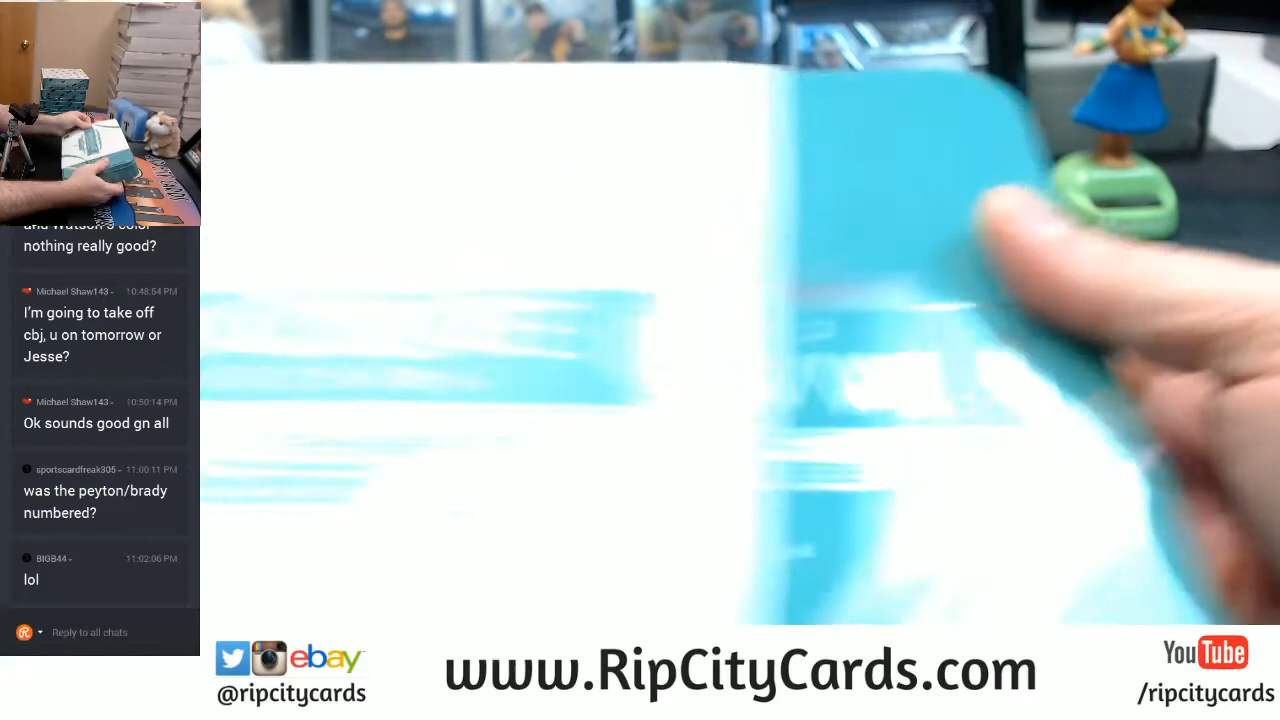 nothing really good?
Michael Shaw143 10:48:54 PM
I'm going to take off
cbj, u on tomorrow or
Jesse?
Michael Shaw143 10:50:14 PM
Ok sounds good gn all
sportscardfreak305 11:00:11 PM
was the peyton/brady
numbered?
BIGB44 11:02:06 PM
lol
Reply to all chats
ebay
@ripcitycards
www.RipCityCards.com
YouTube
/ripcitycards